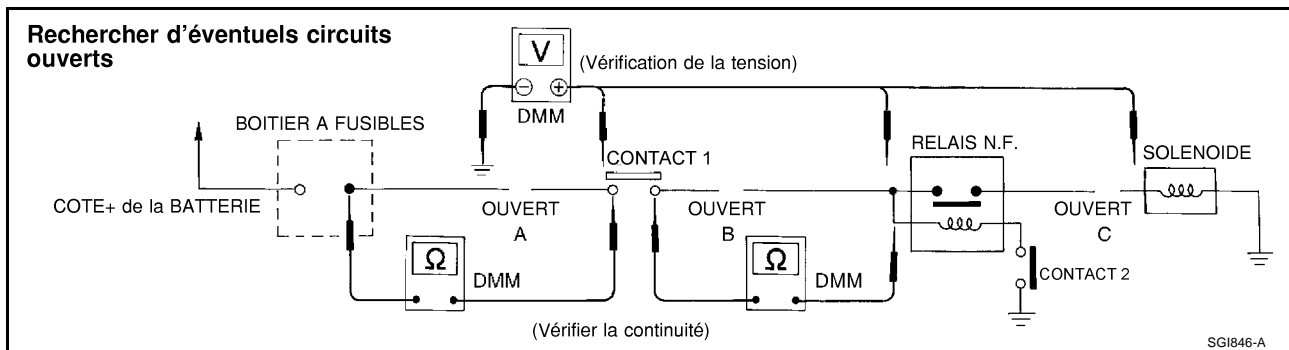 Rechercher d'éventuels circuits
ouverts
V
(Vérification de la tension)
− +
DMM
BOITIER A FUSIBLES
CONTACT 1
RELAIS N.F.
SOLENOIDE
COTE+ de la BATTERIE
OUVERT
A
OUVERT
B
OUVERT
C
Ω
DMM
Ω
DMM
CONTACT 2
(Vérifier la continuité)
SGI846-A